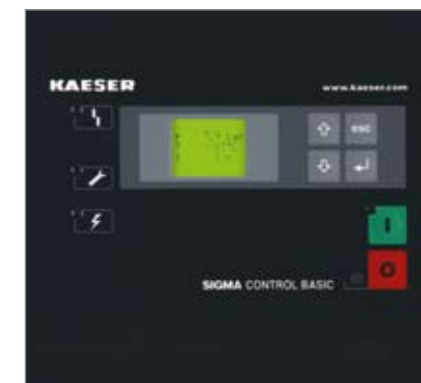 KAESER
www.kaeser.com
esc
I
O
SIGMA CONTROL BASIC